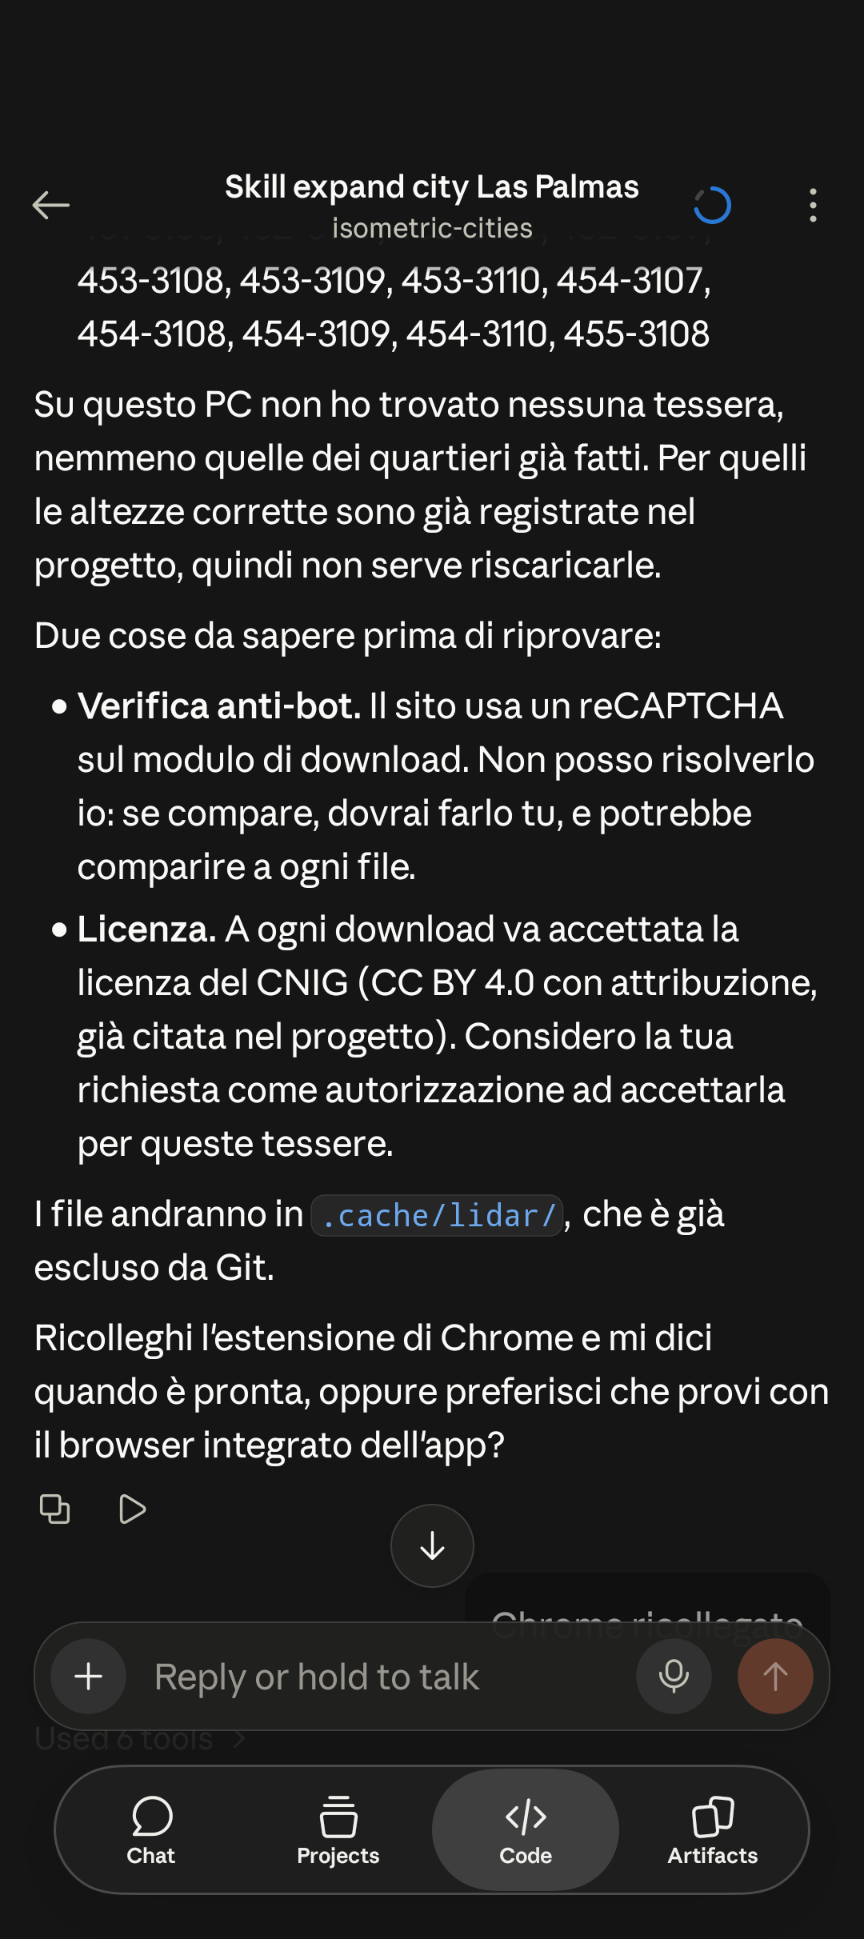 Skill expand city Las Palmas
isometric-cities
453-3108, 453-3109, 453-3110, 454-3107,
454-3108, 454-3109, 454-3110, 455-3108
Su questo PC non ho trovato nessuna tessera,
nemmeno quelle dei quartieri già fatti. Per quelli
le altezze corrette sono già registrate nel
progetto, quindi non serve riscaricarle.
Due cose da sapere prima di riprovare:
• Verifica anti-bot. Il sito usa un reCAPTCHA
sul modulo di download. Non posso risolverlo
io: se compare, dovrai farlo tu, e potrebbe
comparire a ogni file.
• Licenza. A ogni download va accettata la
licenza del CNIG (CC BY 4.0 con attribuzione,
già citata nel progetto). Considero la tua
richiesta come autorizzazione ad accettarla
per queste tessere.
I file andranno in .cache/lidar/, che è già
escluso da Git.
Ricolleghi l'estensione di Chrome e mi dici
quando è pronta, oppure preferisci che provi con
il browser integrato dell'app?
Chrome ricollegato
Reply or hold to talk
Used 6 tools
Chat
Projects
Code
Artifacts